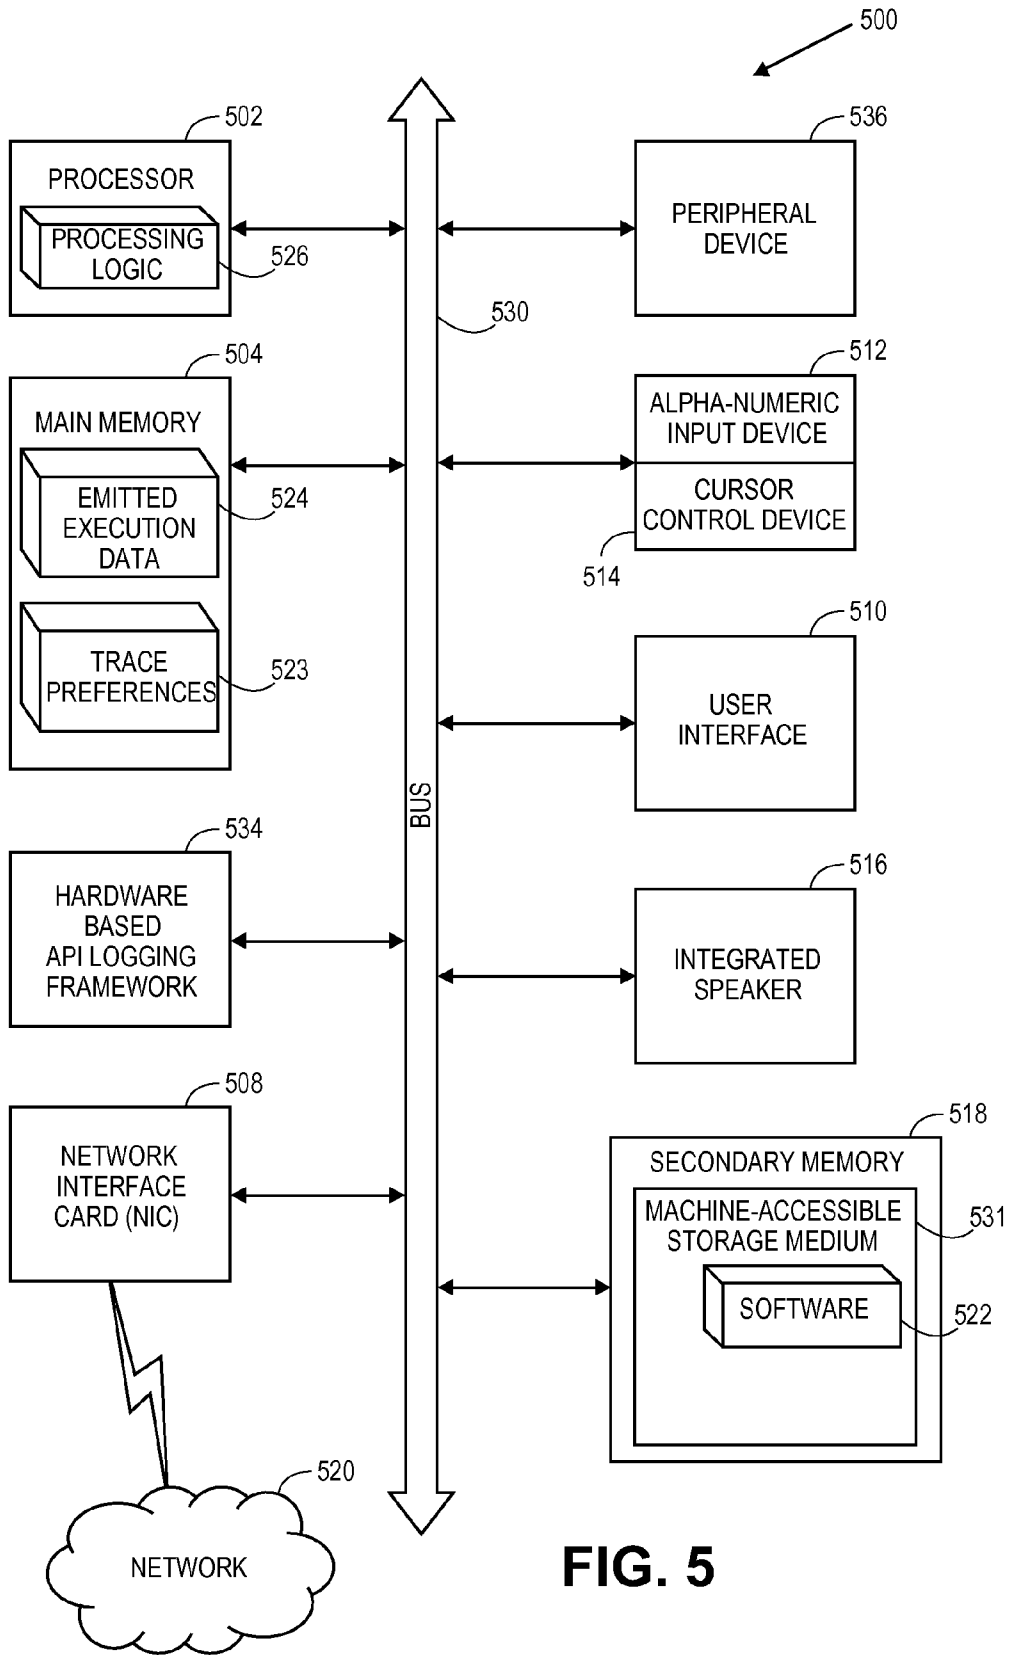 500
502
PROCESSOR
PROCESSING
LOGIC
526
536
PERIPHERAL
DEVICE
530
504
MAIN MEMORY
EMITTED
EXECUTION
DATA
524
TRACE
PREFERENCES
523
512
ALPHA-NUMERIC
INPUT DEVICE
CURSOR
CONTROL DEVICE
514
510
USER
INTERFACE
BUS
534
HARDWARE
BASED
API LOGGING
FRAMEWORK
516
INTEGRATED
SPEAKER
508
NETWORK
INTERFACE
CARD (NIC)
518
SECONDARY MEMORY
MACHINE-ACCESSIBLE
STORAGE MEDIUM
531
SOFTWARE
522
520
NETWORK
FIG. 5